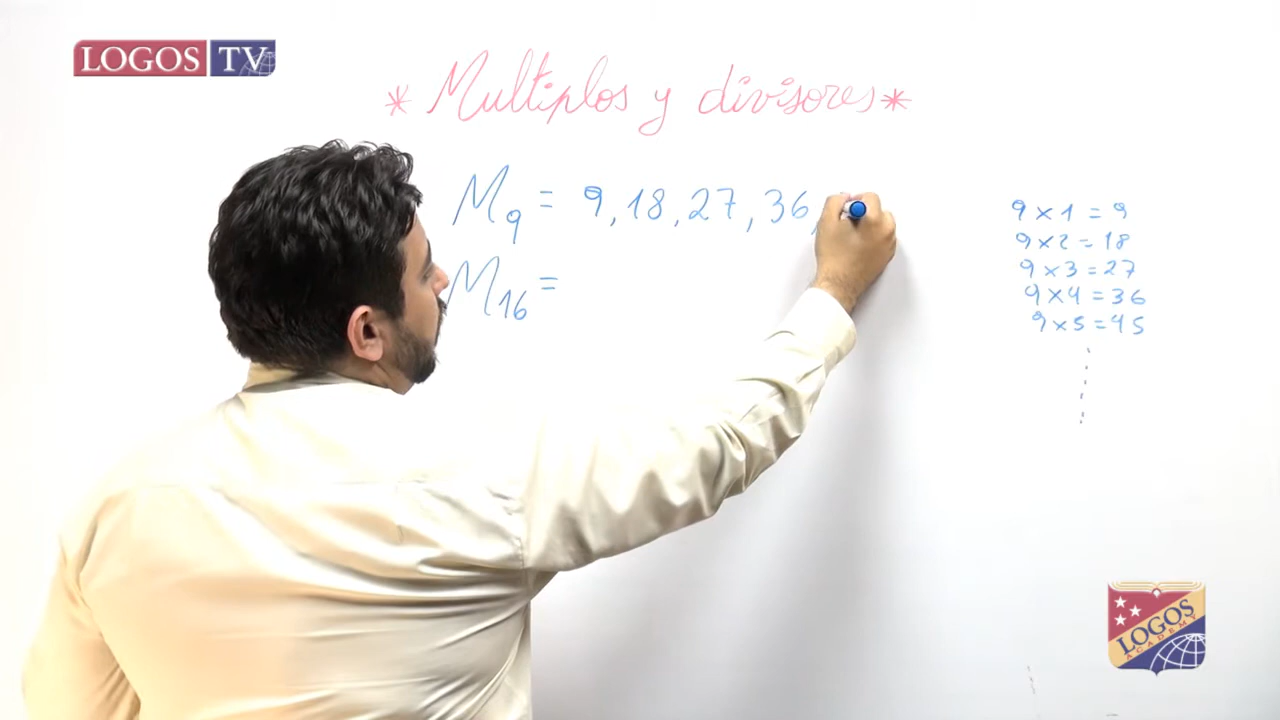 LOGOS TV
* Multiplos y divisores *
M9 = 9, 18, 27, 36,
M16 =
9 x 1 = 9
9 x 2 = 18
9 x 3 = 27
9 x 4 = 36
9 x 5 = 45
LOGOS
ACADEMY